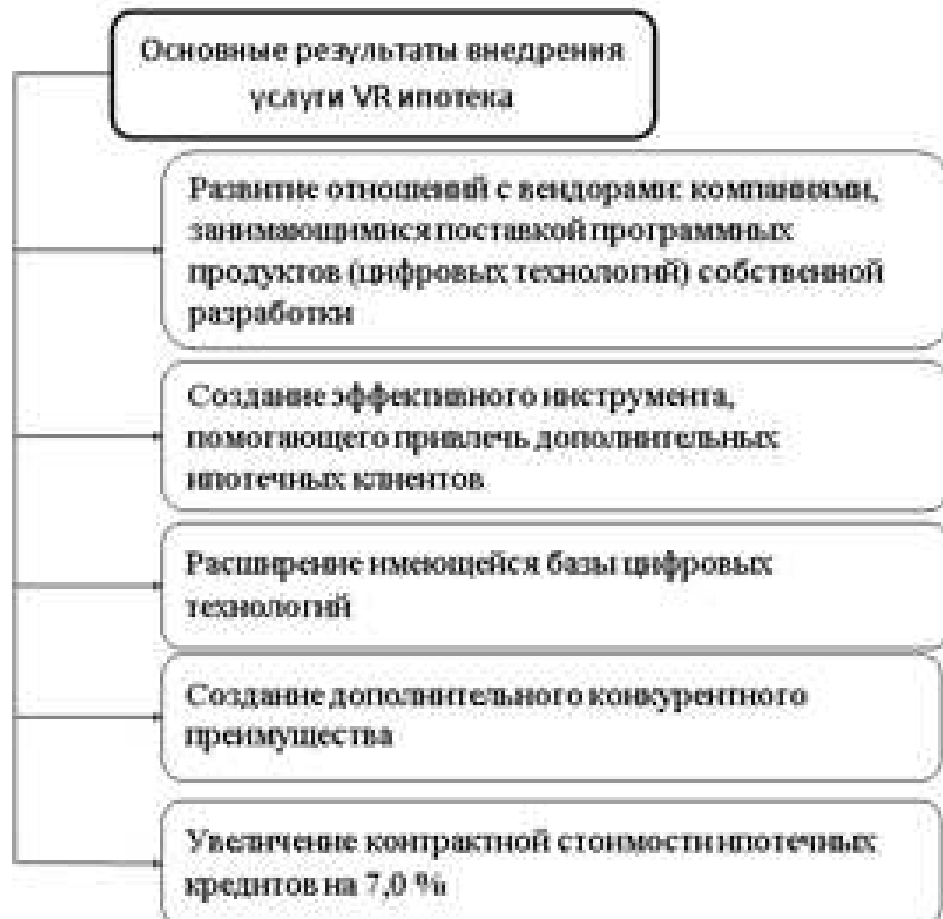 Основные результаты внедрения
услуги VR ипотека
Развитие отношений с вендорами: компаниями,
занимающимися поставкой программных
продуктов (цифровых технологий) собственной
разработки
Создание эффективного инструмента,
помогающего привлечь дополнительных
ипотечных клиентов
Расширение имеющейся базы цифровых
технологий
Создание дополнительного конкурентного
преимущества
Увеличение контрактной стоимости ипотечных
кредитов на 7,0 %